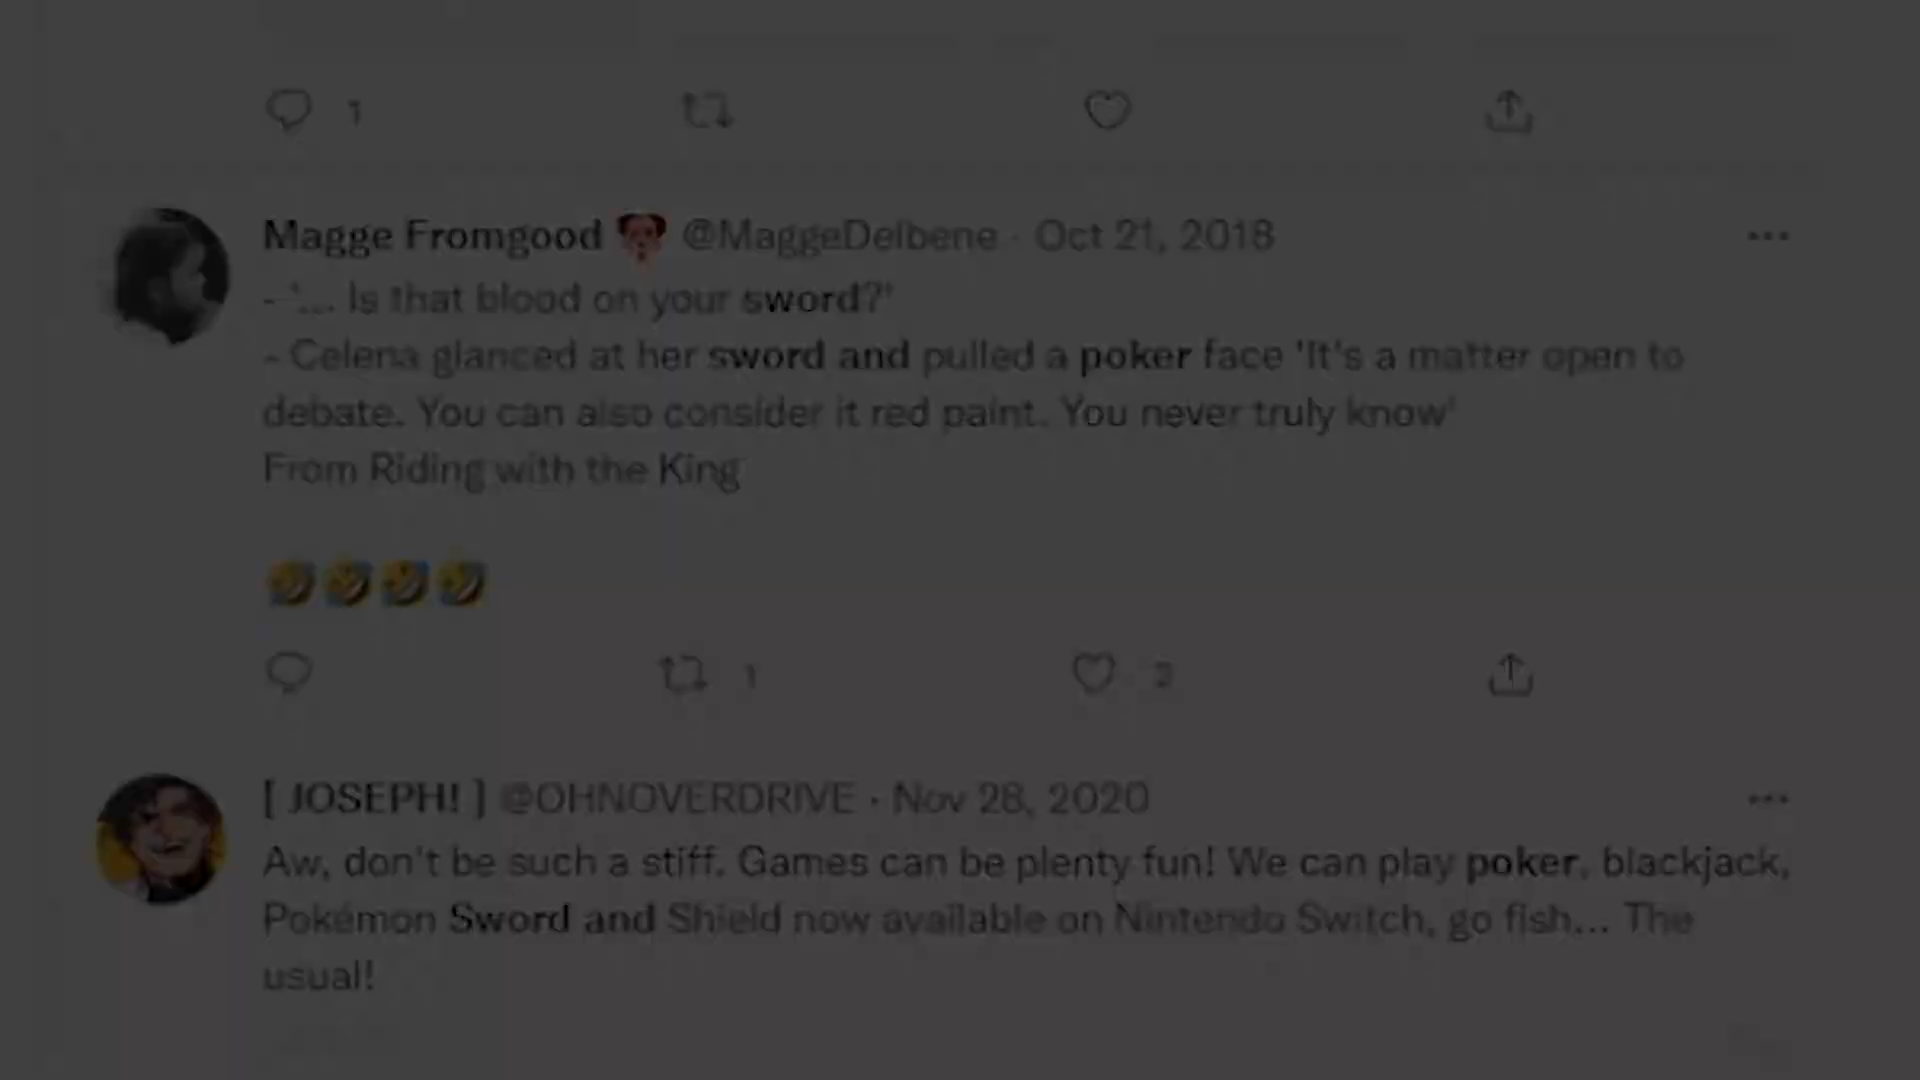 1
Magge Fromgood @MaggeDelbene · Oct 21, 2018
- '... Is that blood on your sword?'
- Celena glanced at her sword and pulled a poker face 'It's a matter open to
debate. You can also consider it red paint. You never truly know'
From Riding with the King
🤣🤣🤣🤣
1 2
[ JOSEPH! ] @OHNOVERDRIVE · Nov 28, 2020
Aw, don't be such a stiff. Games can be plenty fun! We can play poker, blackjack,
Pokémon Sword and Shield now available on Nintendo Switch, go fish... The
usual!